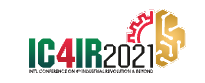 IC4IR2021
INT'L CONFERENCE ON 4TH INDUSTRIAL REVOLUTION & BEYOND